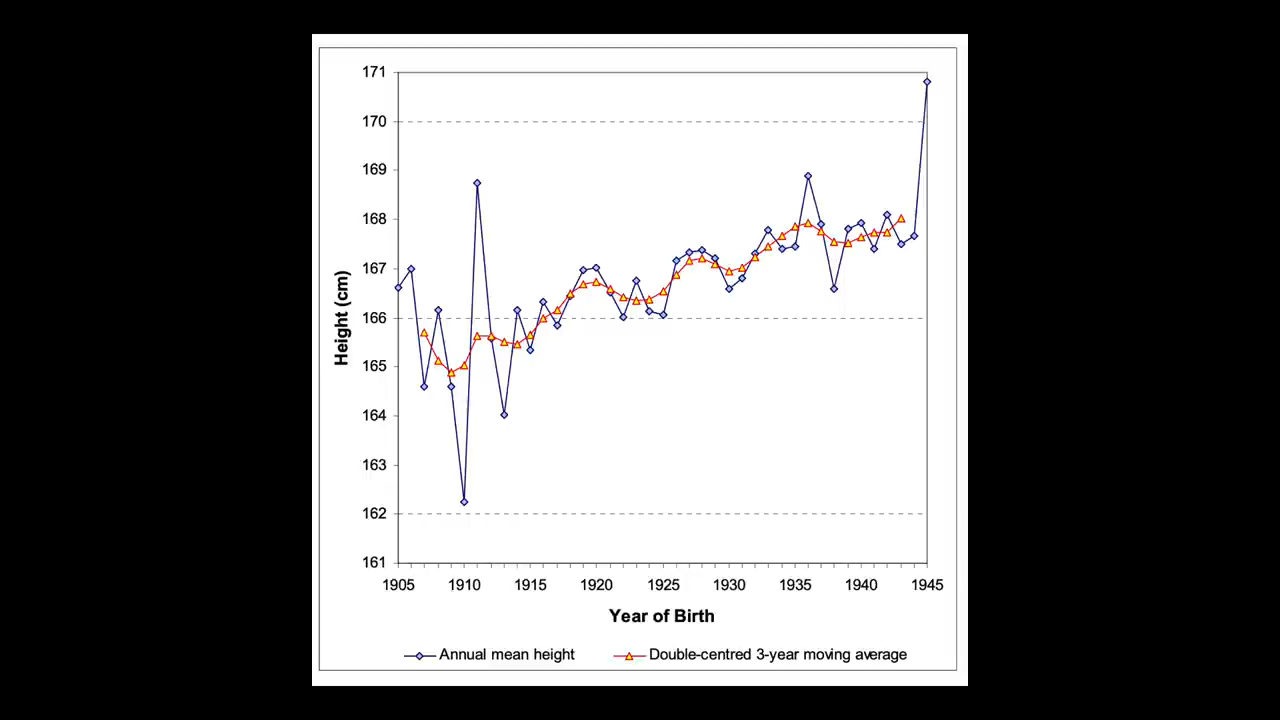 171
170
169
168
167
166
165
164
163
162
161
Height (cm)
1905 1910 1915 1920 1925 1930 1935 1940 1945
Year of Birth
Annual mean height Double-centred 3-year moving average